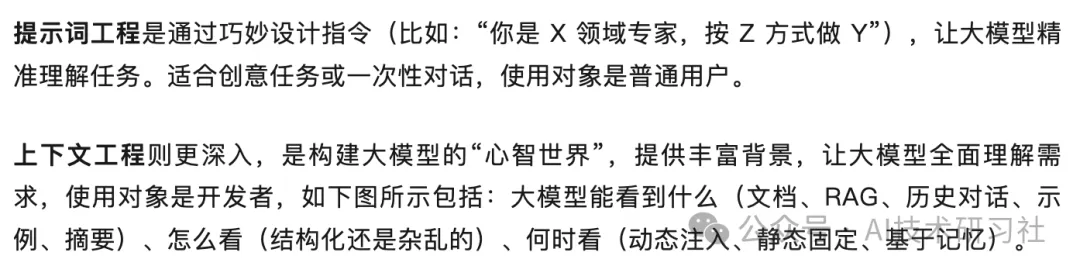 提示词工程是通过巧妙设计指令（比如：“你是 X 领域专家，按 Z 方式做 Y”），让大模型精
准理解任务。适合创意任务或一次性对话，使用对象是普通用户。
上下文工程则更深入，是构建大模型的“心智世界”，提供丰富背景，让大模型全面理解需
求，使用对象是开发者，如下图所示包括：大模型能看到什么（文档、RAG、历史对话、示
例、摘要）、怎么看（结构化还是杂乱的）、何时看（动态注入、静态固定、基于记忆）。
公众号 · AI技术研习社